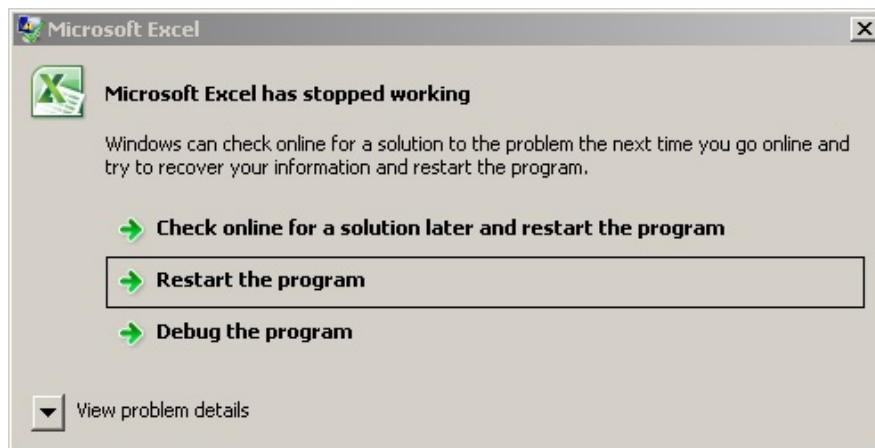 Microsoft Excel
Microsoft Excel has stopped working
Windows can check online for a solution to the problem the next time you go online and
try to recover your information and restart the program.
Check online for a solution later and restart the program
Restart the program
Debug the program
View problem details